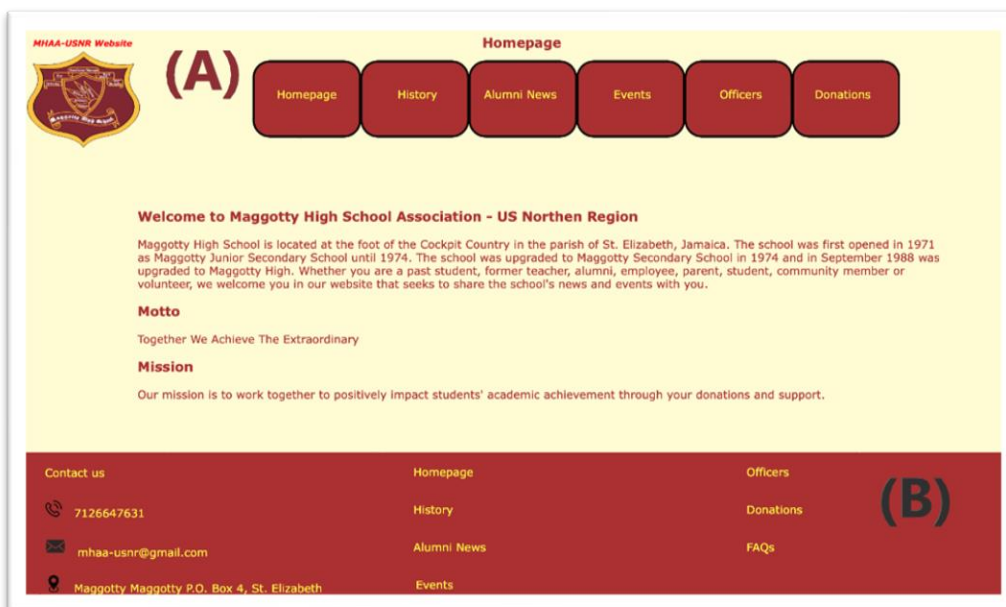 MHAA-USNR Website
Homepage
(A)
Homepage History Alumni News Events Officers Donations
Maggotty High School
Welcome to Maggotty High School Association - US Northen Region
Maggotty High School is located at the foot of the Cockpit Country in the parish of St. Elizabeth, Jamaica. The school was first opened in 1971
as Maggotty Junior Secondary School until 1974. The school was upgraded to Maggotty Secondary School in 1974 and in September 1988 was
upgraded to Maggotty High. Whether you are a past student, former teacher, alumni, employee, parent, student, community member or
volunteer, we welcome you in our website that seeks to share the school's news and events with you.
Motto
Together We Achieve The Extraordinary
Mission
Our mission is to work together to positively impact students' academic achievement through your donations and support.
Contact us
7126647631
mhaa-usnr@gmail.com
Maggotty Maggotty P.O. Box 4, St. Elizabeth
Homepage
History
Alumni News
Events
Officers
Donations
FAQs
(B)